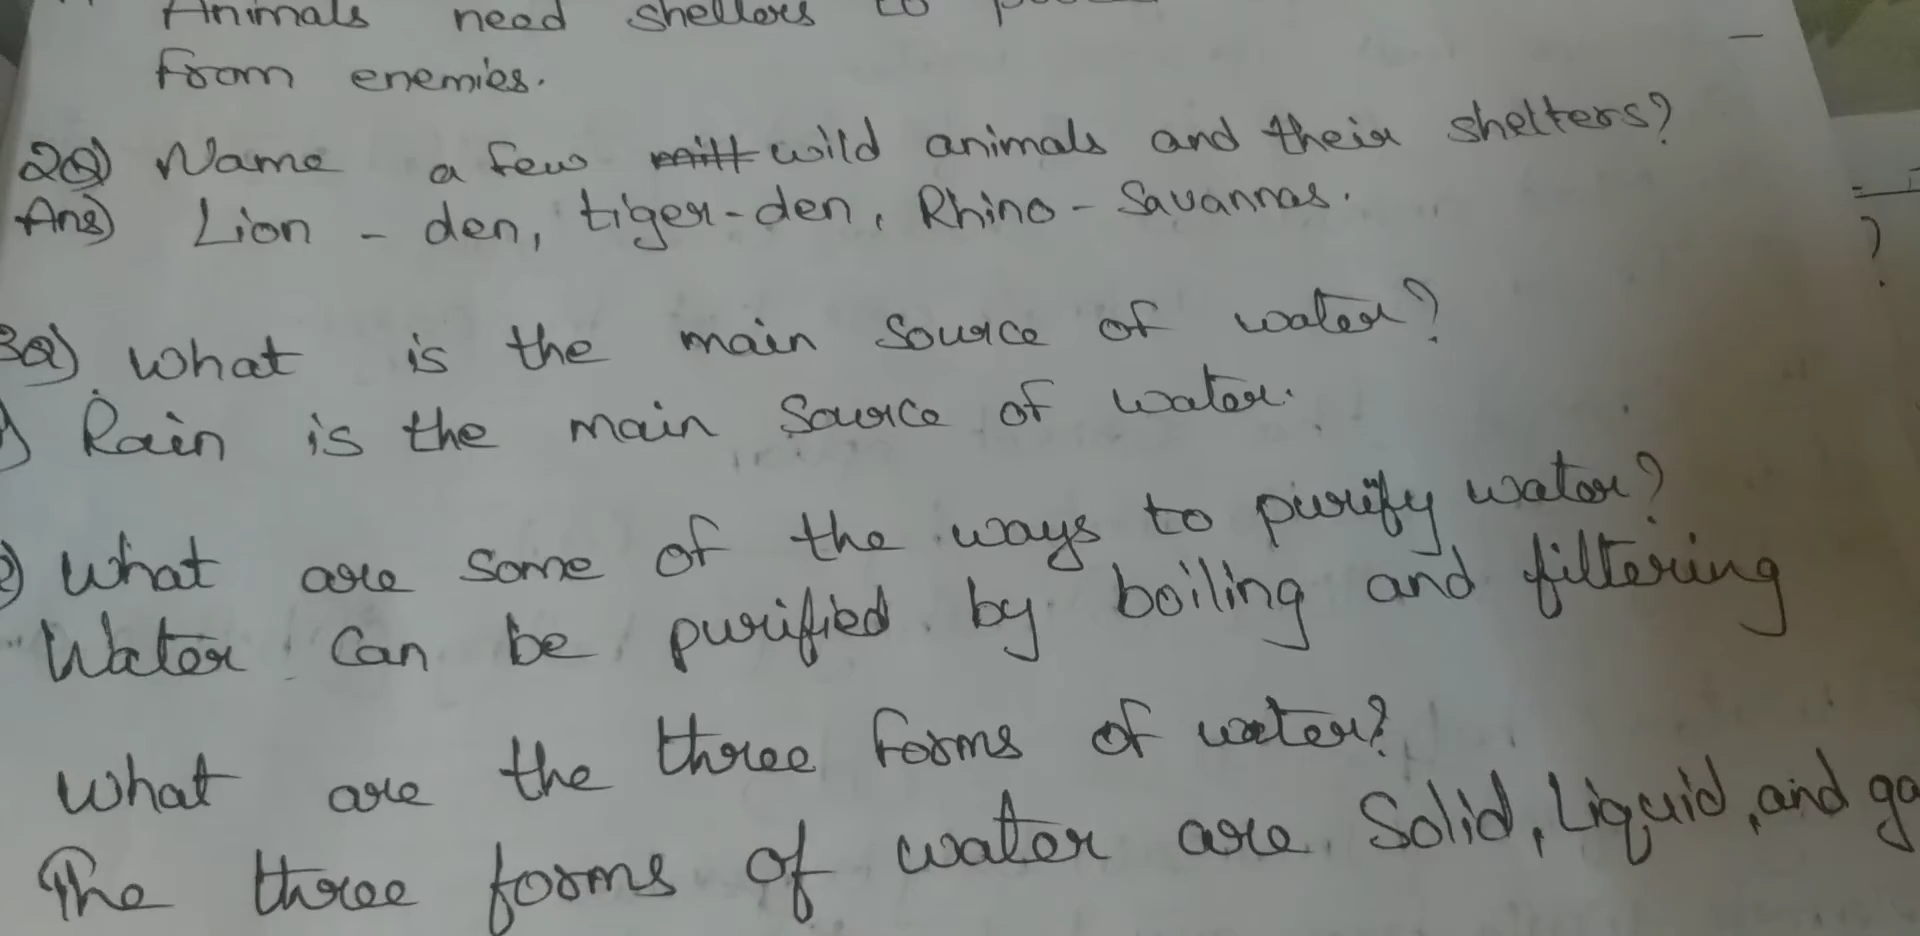 Animals need shelters to
from enemies.
2Q) Name a few wild animals and their shelters?
Ans) Lion - den, tiger-den, Rhino - Savannas.
3Q) What is the main source of water?
Rain is the main source of water.
What are some of the ways to purify water?
Water can be purified by boiling and filtering
What are the three forms of water?
The three forms of water are Solid, Liquid, and ga